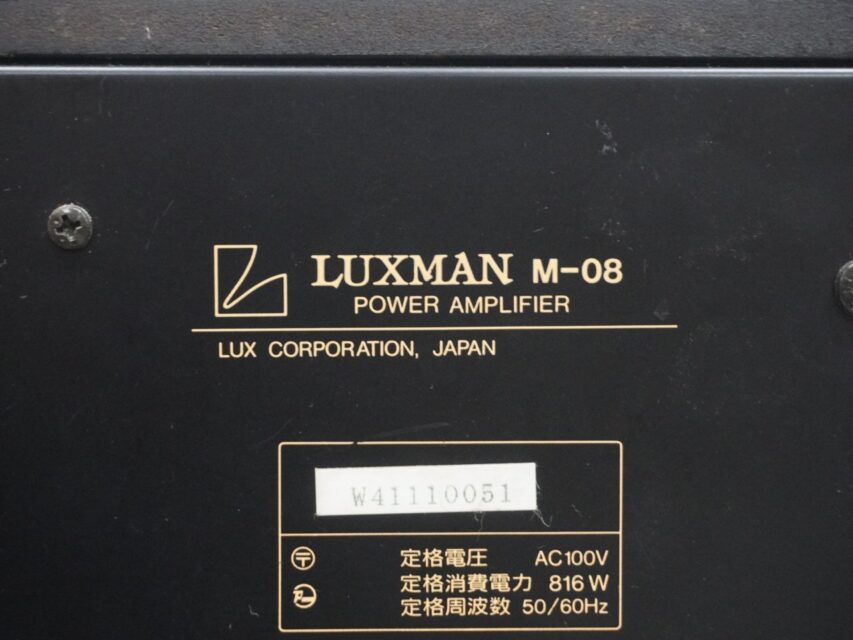 LUXMAN M-08
POWER AMPLIFIER
LUX CORPORATION, JAPAN
W41110051
〒 定格電圧 AC100V
定格消費電力 816W
定格周波数 50/60Hz